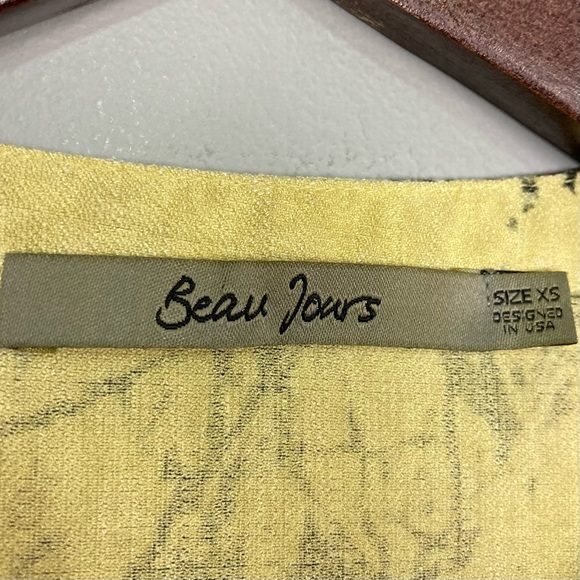 Beau Jours
SIZE XS
DESIGNED
IN USA